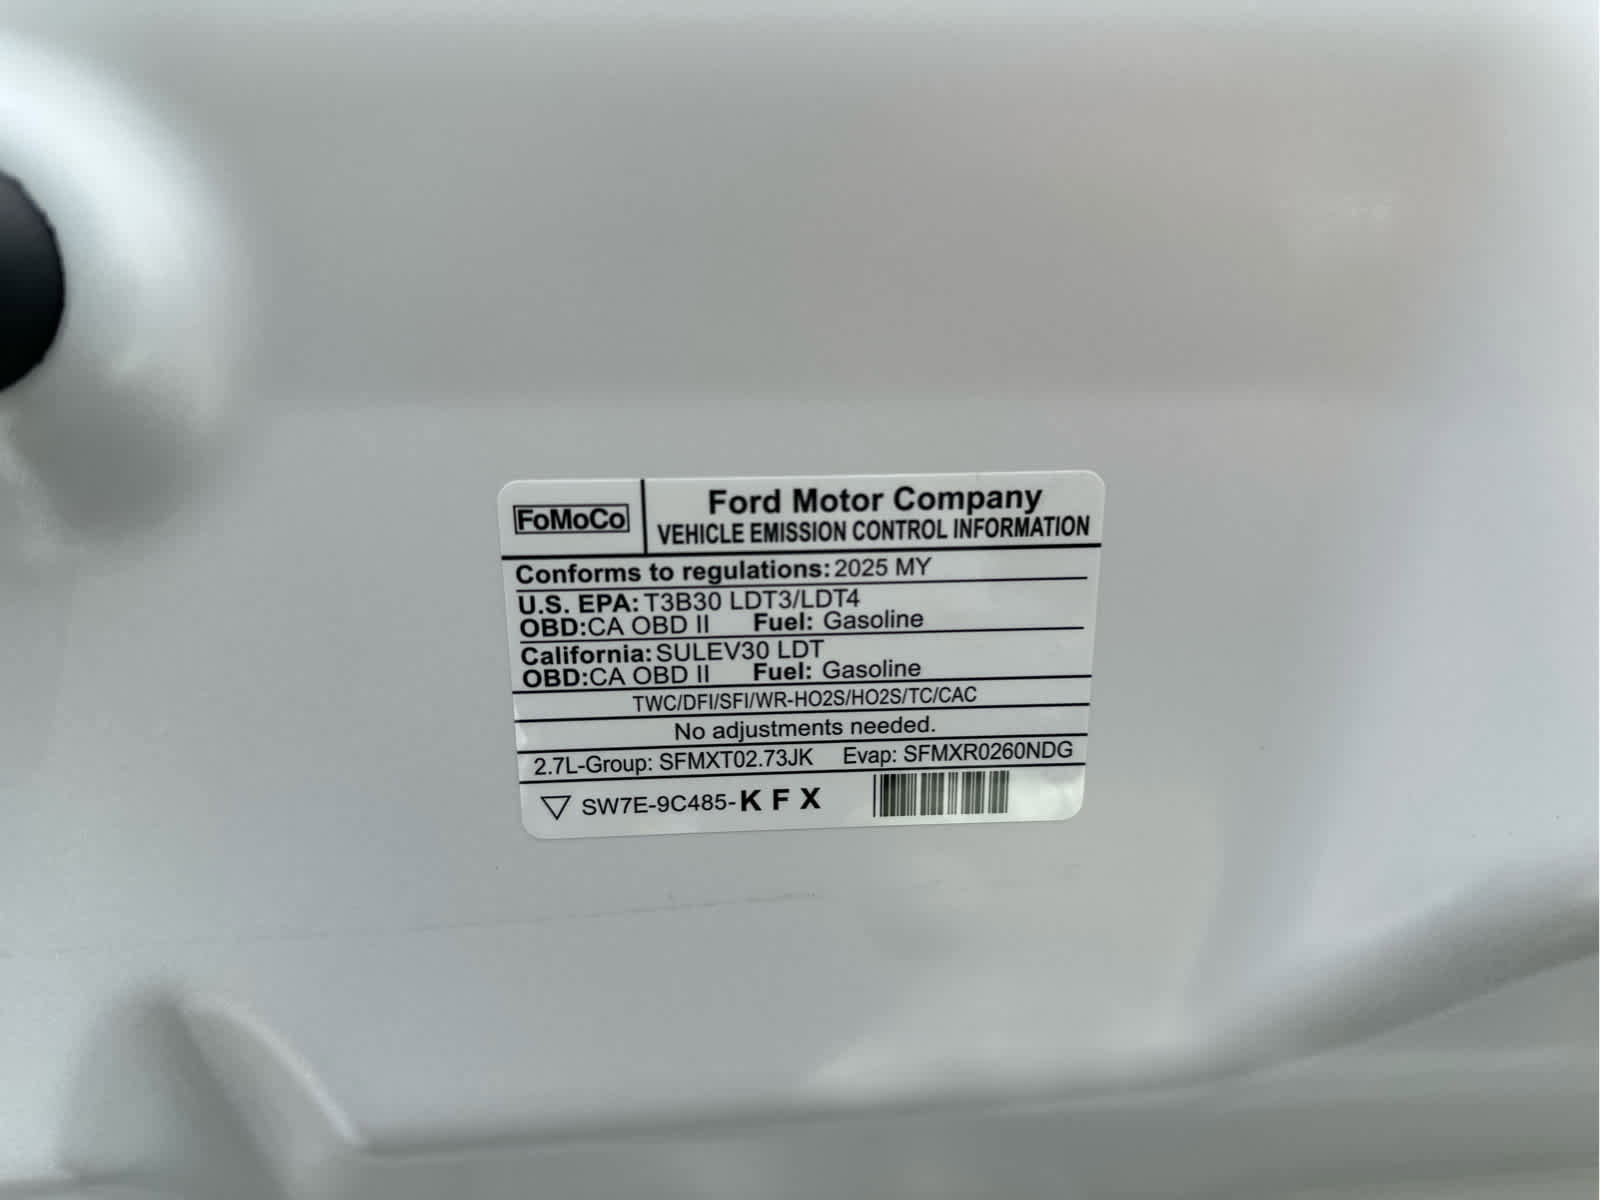 FoMoCo
Ford Motor Company
VEHICLE EMISSION CONTROL INFORMATION
Conforms to regulations: 2025 MY
U.S. EPA: T3B30 LDT3/LDT4
OBD: CA OBD II Fuel: Gasoline
California: SULEV30 LDT
OBD: CA OBD II Fuel: Gasoline
TWC/DFI/SFI/WR-HO2S/HO2S/TC/CAC
No adjustments needed.
2.7L-Group: SFMXT02.73JK Evap: SFMXR0260NDG
SW7E-9C485-K F X